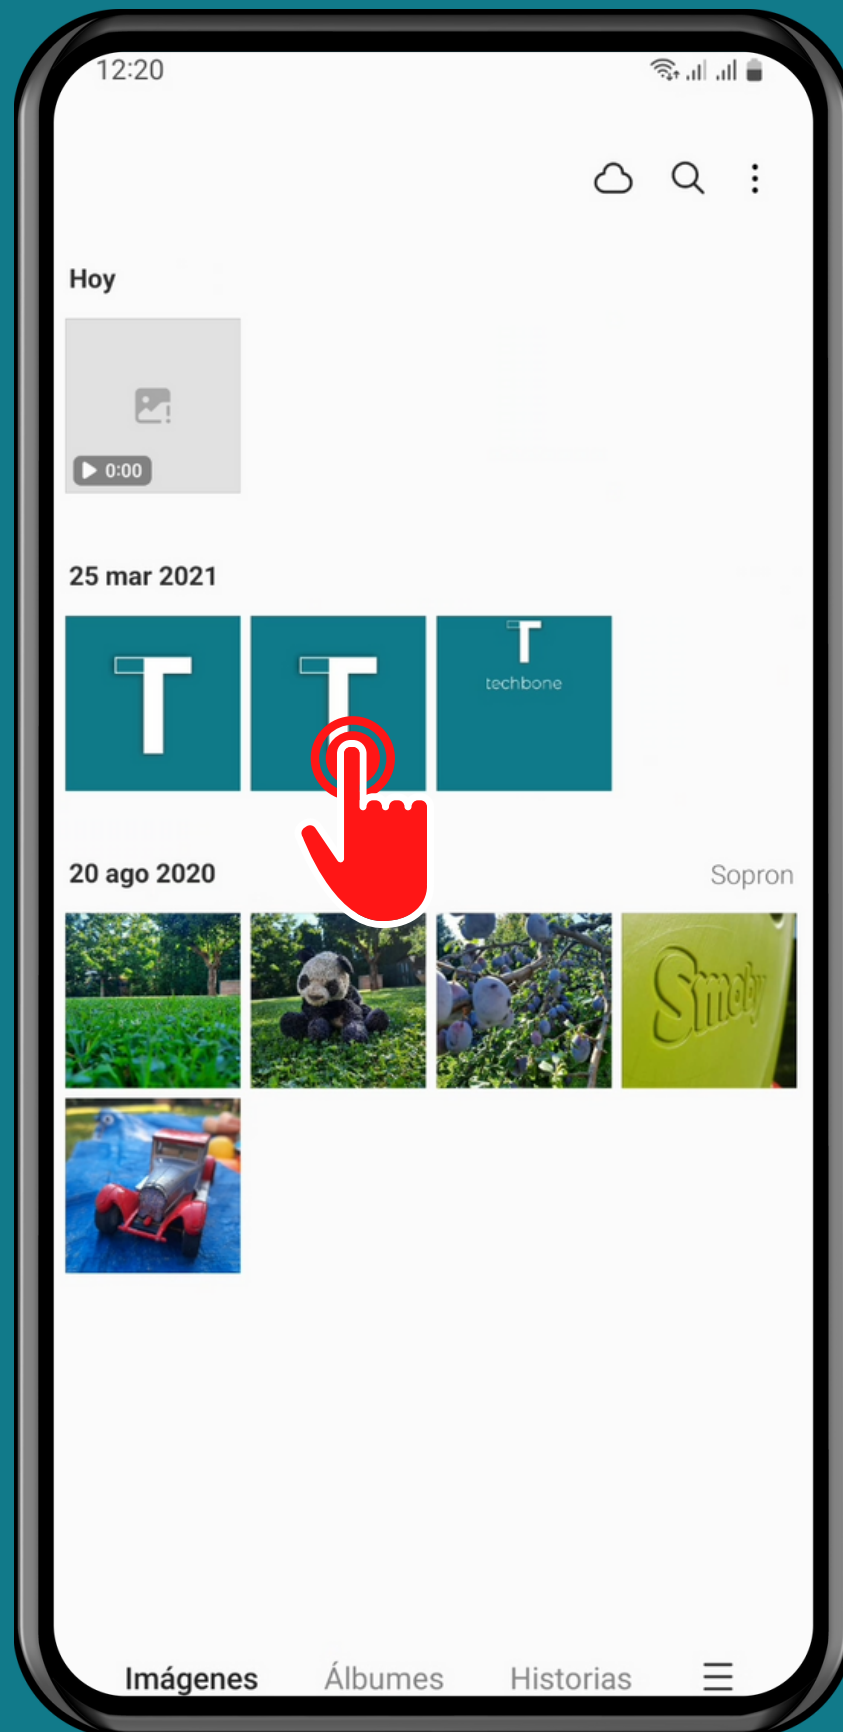 12:20
Hoy
0:00
25 mar 2021
T
T
T
techbone
20 ago 2020
Sopron
Smoby
Imágenes
Álbumes
Historias